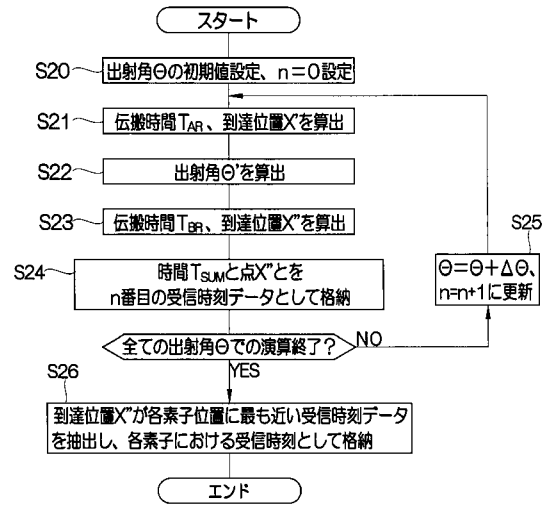 スタート
S20
出射角Θの初期値設定、n=0設定
S21
伝搬時間TAR、到達位置X'を算出
S22
出射角Θ'を算出
S23
伝搬時間TBR、到達位置X"を算出
S24
時間TSUMと点X"とを
n番目の受信時刻データとして格納
S25
Θ=Θ+ΔΘ、
n=n+1に更新
全ての出射角Θでの演算終了?
NO
YES
S26
到達位置X"が各素子位置に最も近い受信時刻データ
を抽出し、各素子における受信時刻として格納
エンド